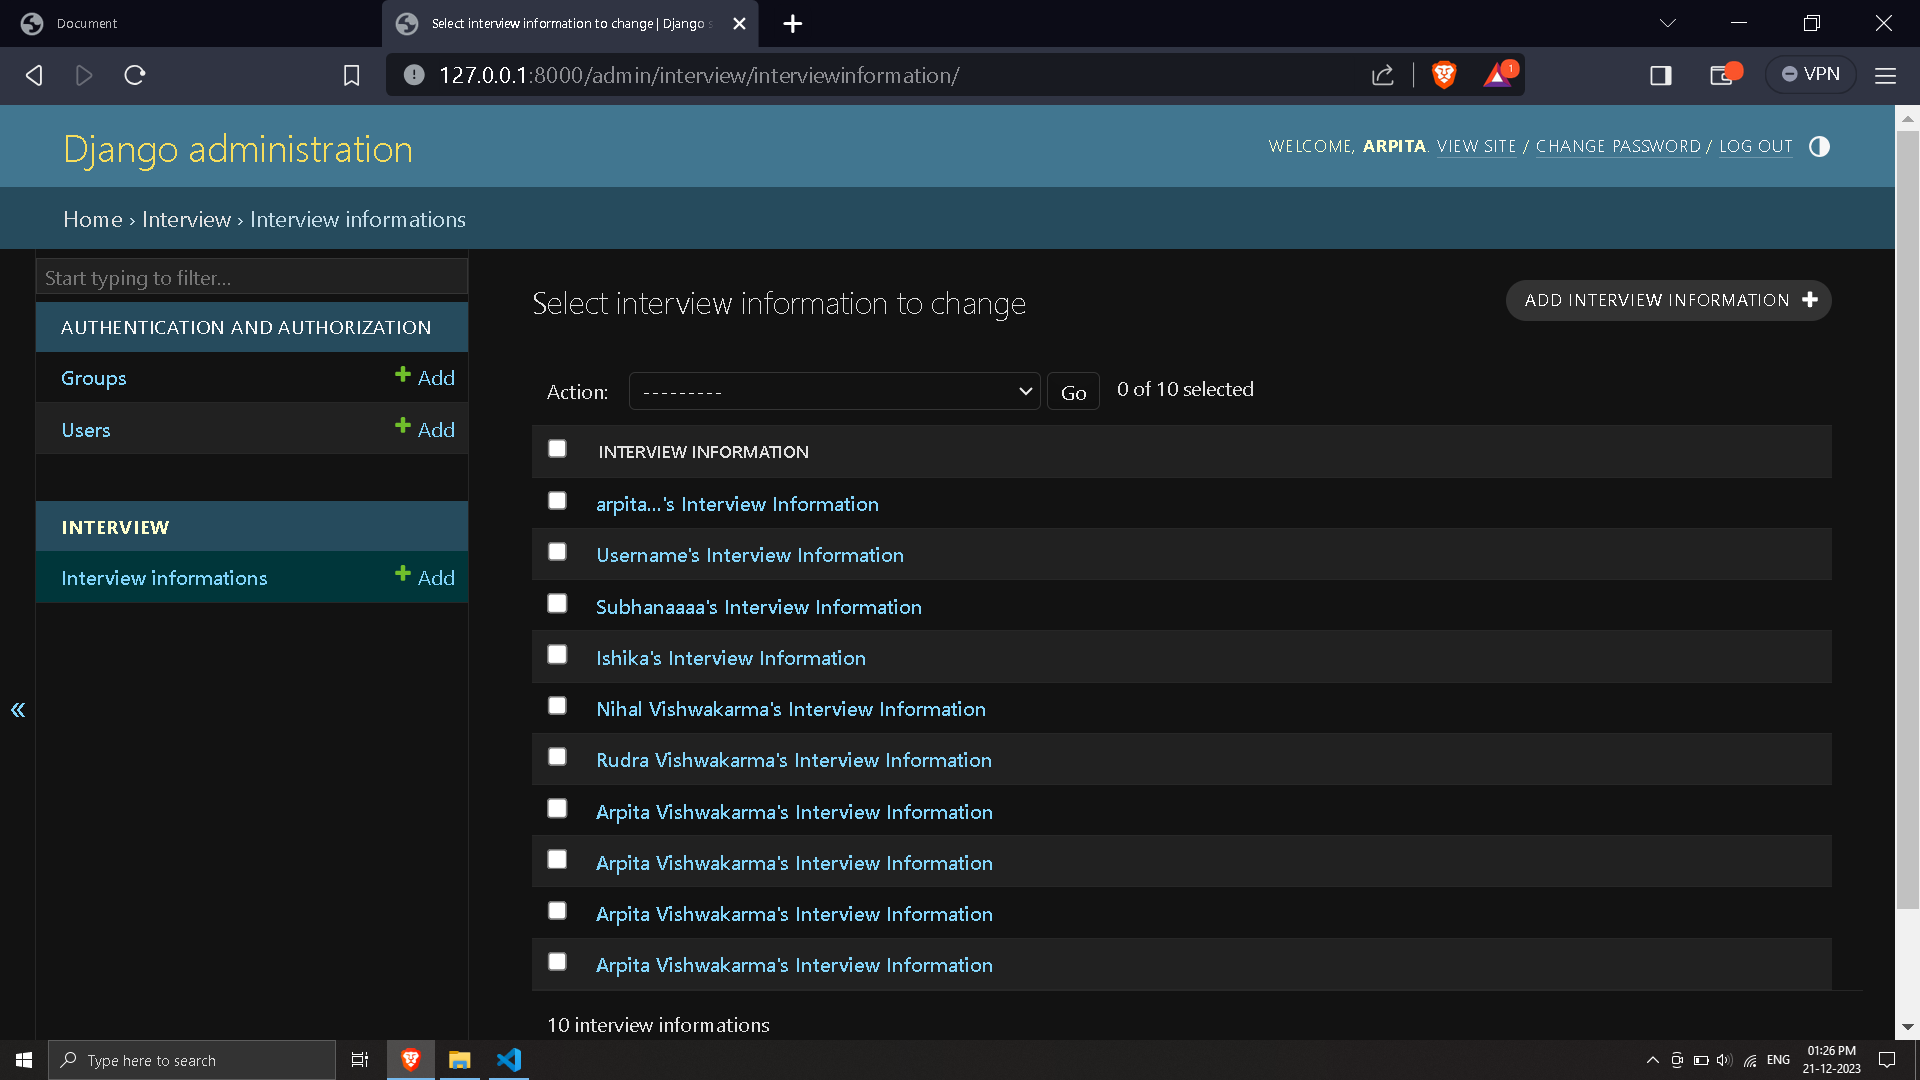 Document
Select interview information to change | Django s
127.0.0.1:8000/admin/interview/interviewinformation/
1
VPN
Django administration
WELCOME, ARPITA. VIEW SITE / CHANGE PASSWORD / LOG OUT
Home › Interview › Interview informations
Start typing to filter...
AUTHENTICATION AND AUTHORIZATION
Groups
Add
Users
Add
INTERVIEW
Interview informations
Add
«
Select interview information to change
ADD INTERVIEW INFORMATION
Action:
---------
Go
0 of 10 selected
INTERVIEW INFORMATION
arpita...'s Interview Information
Username's Interview Information
Subhanaaaa's Interview Information
Ishika's Interview Information
Nihal Vishwakarma's Interview Information
Rudra Vishwakarma's Interview Information
Arpita Vishwakarma's Interview Information
Arpita Vishwakarma's Interview Information
Arpita Vishwakarma's Interview Information
Arpita Vishwakarma's Interview Information
10 interview informations
Type here to search
ENG
01:26 PM
21-12-2023